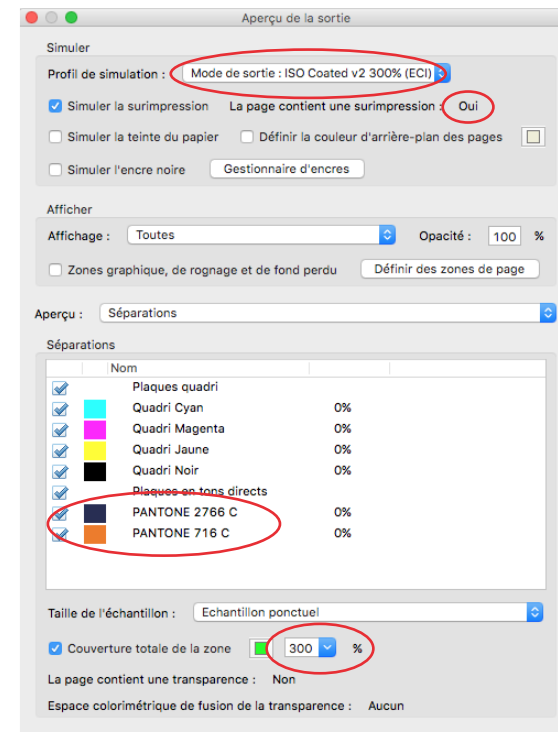 Aperçu de la sortie
Simuler
Profil de simulation : Mode de sortie : ISO Coated v2 300% (ECI)
Simuler la surimpression La page contient une surimpression : Oui
Simuler la teinte du papier Définir la couleur d'arrière-plan des pages
Simuler l'encre noire Gestionnaire d'encres
Afficher
Affichage : Toutes Opacité : 100 %
Zones graphique, de rognage et de fond perdu Définir des zones de page
Aperçu : Séparations
Séparations
Nom
Plaques quadri
Quadri Cyan 0%
Quadri Magenta 0%
Quadri Jaune 0%
Quadri Noir 0%
Plaques en tons directs
PANTONE 2766 C 0%
PANTONE 716 C 0%
Taille de l'échantillon : Echantillon ponctuel
Couverture totale de la zone 300 %
La page contient une transparence : Non
Espace colorimétrique de fusion de la transparence : Aucun